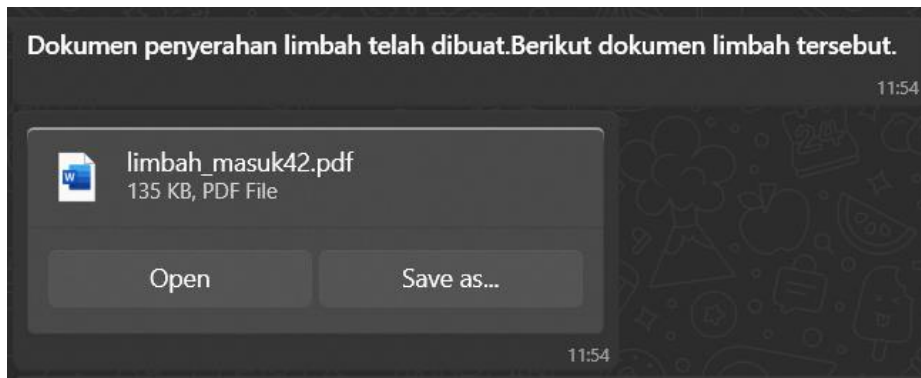 Dokumen penyerahan limbah telah dibuat.Berikut dokumen limbah tersebut.
11:54
limbah_masuk42.pdf
135 KB, PDF File
Open
Save as...
11:54